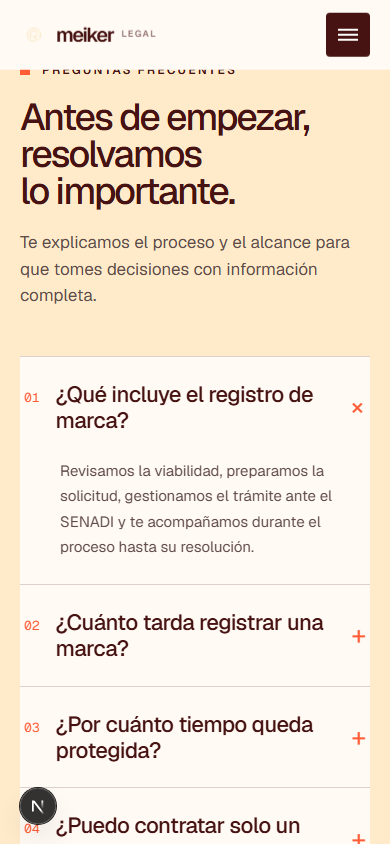 meiker LEGAL
PREGUNTAS FRECUENTES
Antes de empezar,
resolvamos
lo importante.
Te explicamos el proceso y el alcance para
que tomes decisiones con información
completa.
01 ¿Qué incluye el registro de
marca?
Revisamos la viabilidad, preparamos la
solicitud, gestionamos el trámite ante el
SENADI y te acompañamos durante el
proceso hasta su resolución.
02 ¿Cuánto tarda registrar una
marca?
03 ¿Por cuánto tiempo queda
protegida?
N
04 ¿Puedo contratar solo un